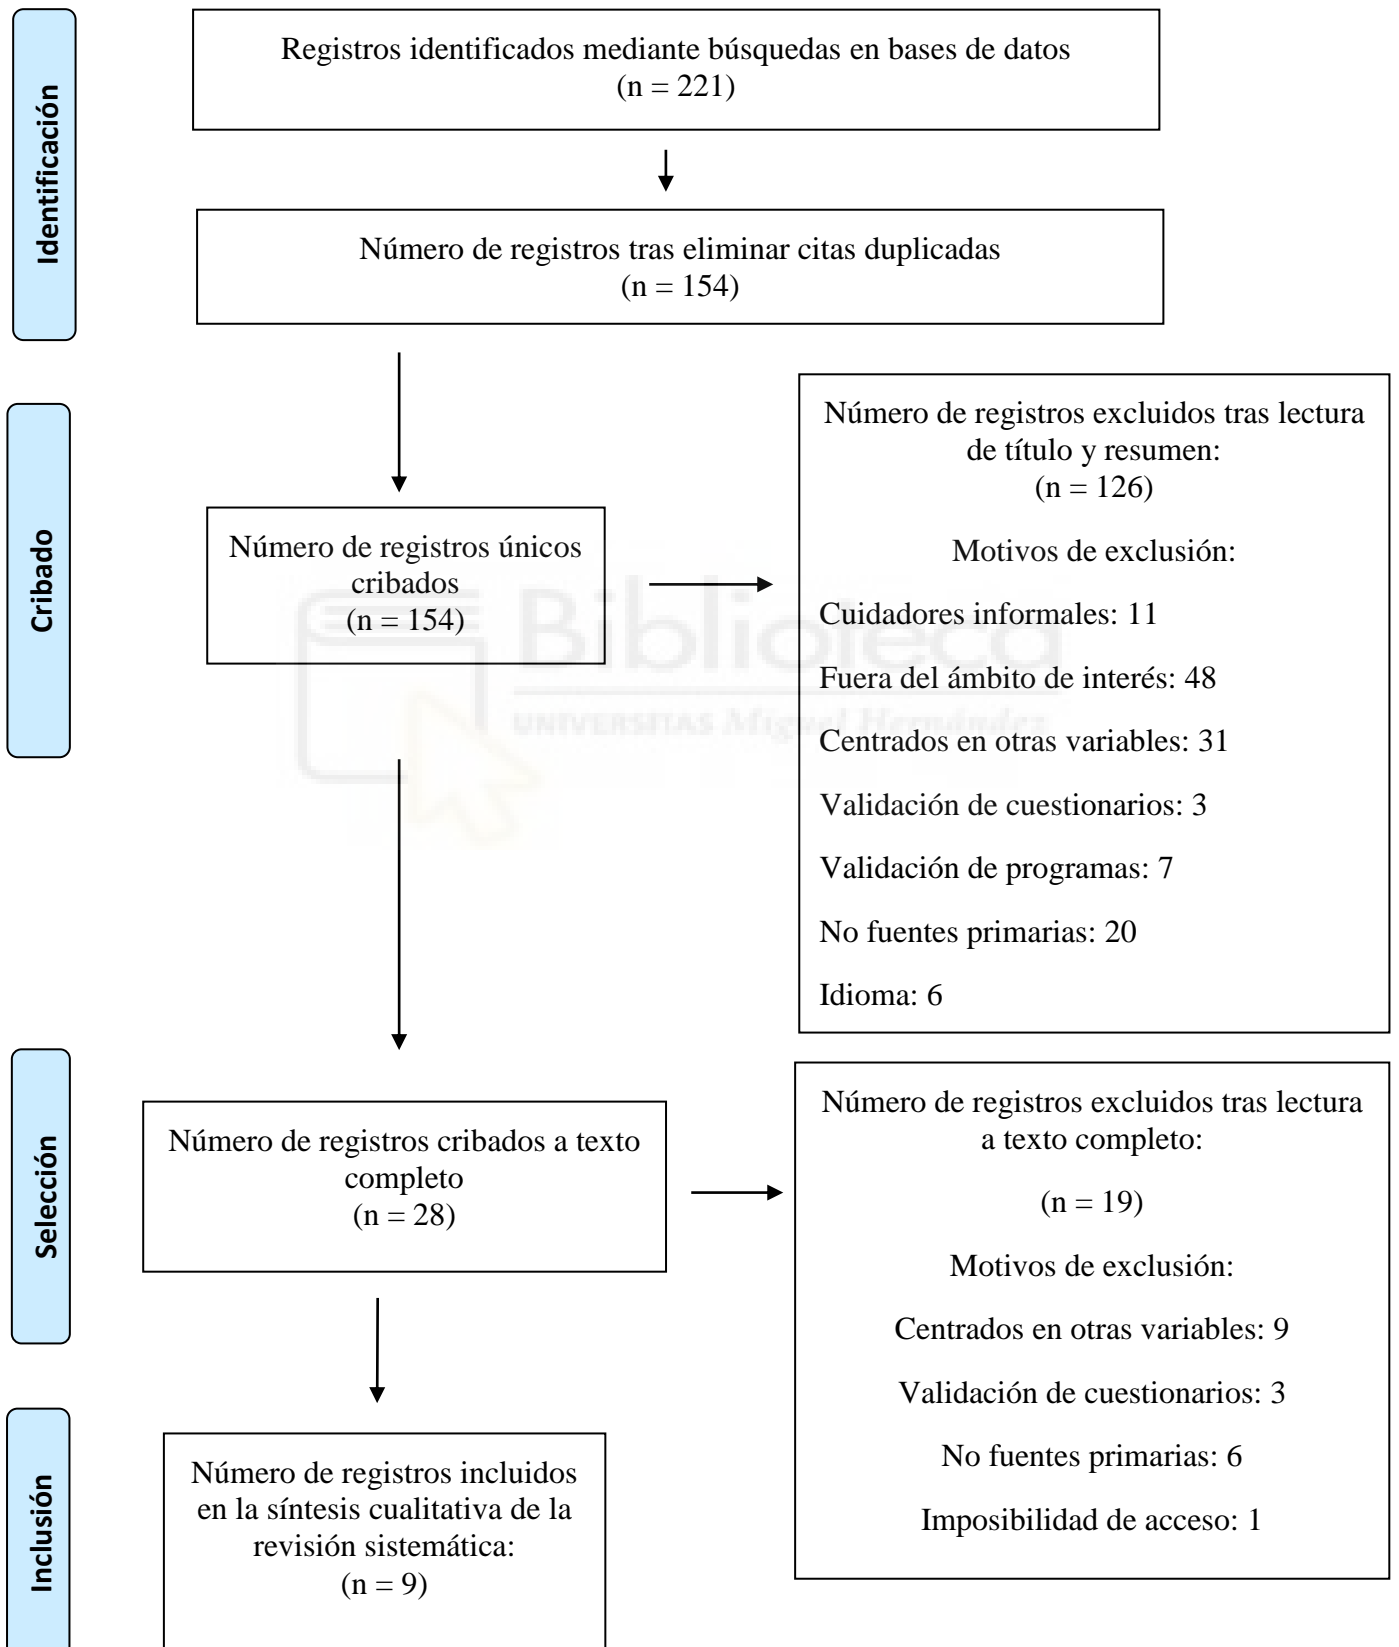 Identificación
Registros identificados mediante búsquedas en bases de datos
(n = 221)
Número de registros tras eliminar citas duplicadas
(n = 154)
Cribado
Número de registros únicos
cribados
(n = 154)
Número de registros excluidos tras lectura
de título y resumen:
(n = 126)
Motivos de exclusión:
Cuidadores informales: 11
Fuera del ámbito de interés: 48
Centrados en otras variables: 31
Validación de cuestionarios: 3
Validación de programas: 7
No fuentes primarias: 20
Idioma: 6
Biblioteca
UNIVERSITAS Miguel Hernández
Selección
Número de registros cribados a texto
completo
(n = 28)
Número de registros excluidos tras lectura
a texto completo:
(n = 19)
Motivos de exclusión:
Centrados en otras variables: 9
Validación de cuestionarios: 3
No fuentes primarias: 6
Imposibilidad de acceso: 1
Inclusión
Número de registros incluidos
en la síntesis cualitativa de la
revisión sistemática:
(n = 9)